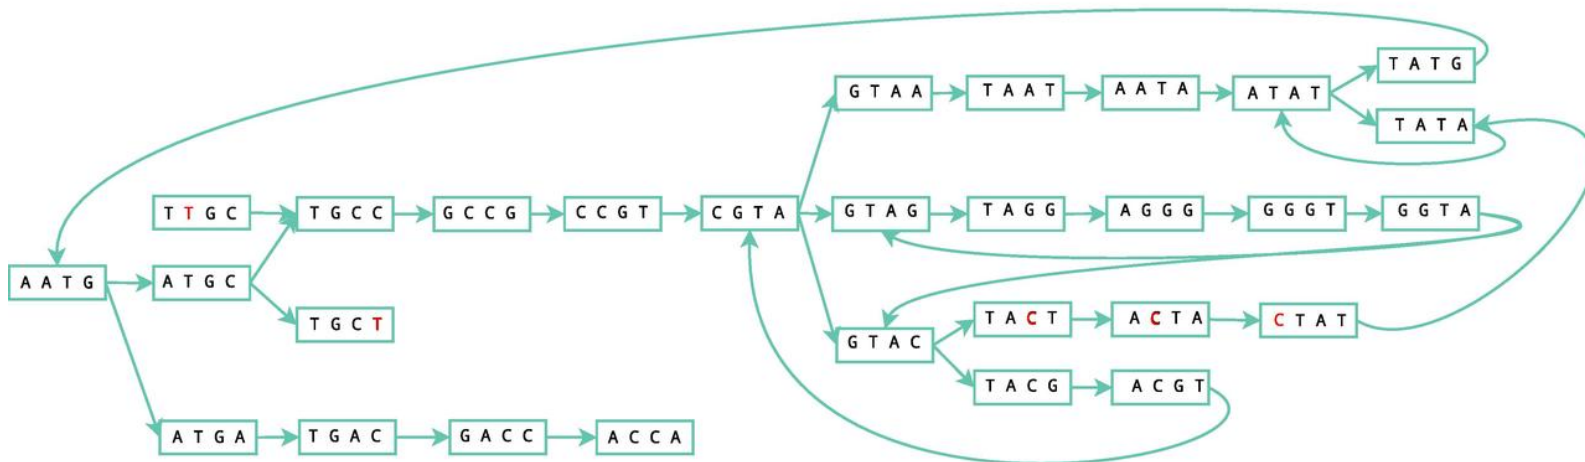 TATG
GTAA TAAT AATA ATAT
TATA
TTGC TGCC GCCG CCGT CGTA GTAG TAGG AGGG GGGT GGTA
AATG ATGC
TGCT
TACT ACTA CTAT
GTAC
TACG ACGT
ATGA TGAC GACC ACCA